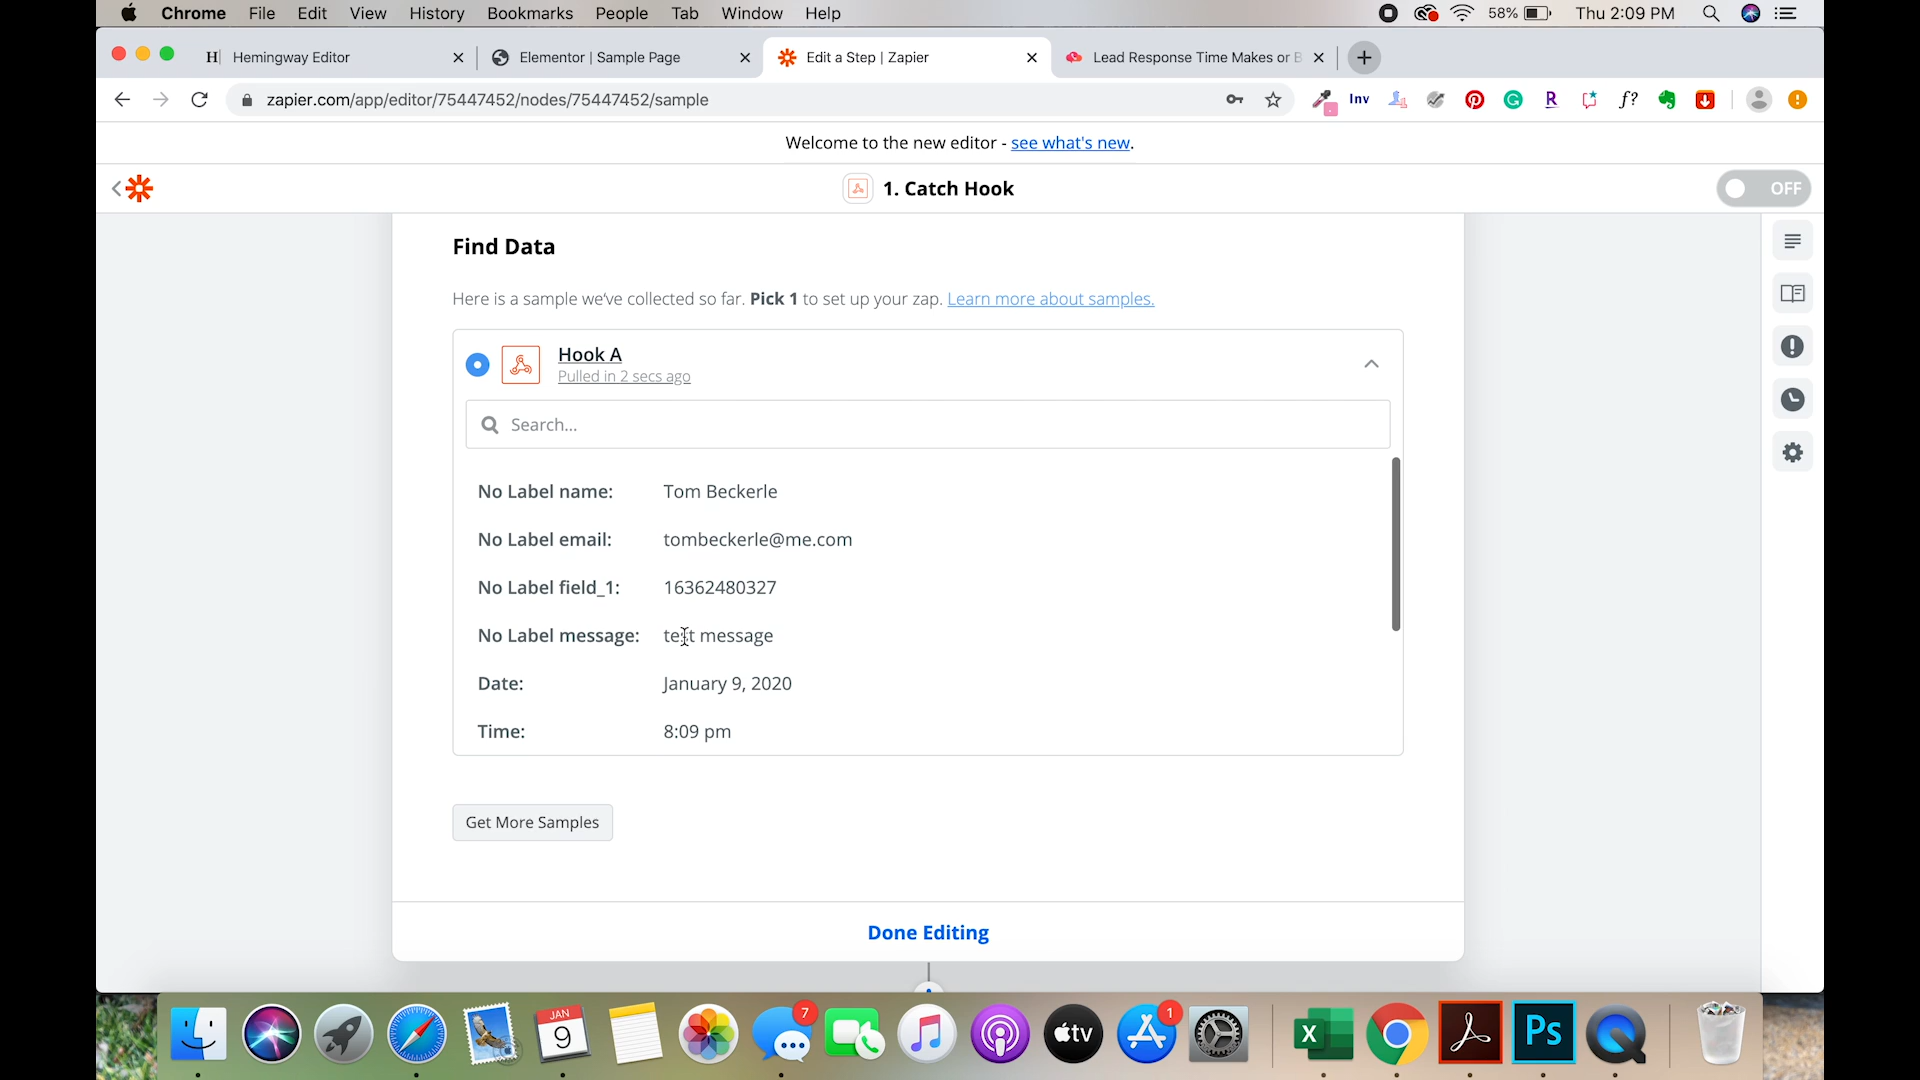 Chrome File Edit View History Bookmarks People Tab Window Help 58% Thu 2:09 PM
H Hemingway Editor
Elementor | Sample Page
Edit a Step | Zapier
Lead Response Time Makes or B
zapier.com/app/editor/75447452/nodes/75447452/sample
Inv
R
f?
Welcome to the new editor - see what's new.
1. Catch Hook
OFF
Find Data
Here is a sample we've collected so far. Pick 1 to set up your zap. Learn more about samples.
Hook A
Pulled in 2 secs ago
Search...
No Label name: Tom Beckerle
No Label email: tombeckerle@me.com
No Label field_1: 16362480327
No Label message: test message
Date: January 9, 2020
Time: 8:09 pm
Get More Samples
Done Editing
JAN
9
7
tv
1
X
Ps